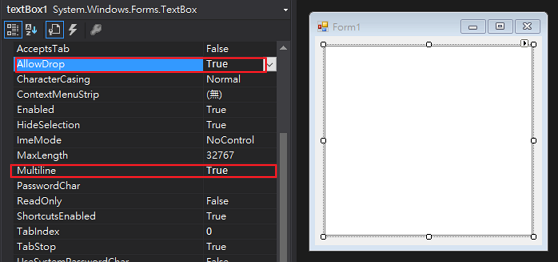 textBox1 System.Windows.Forms.TextBox
AcceptsTab False
AllowDrop True
CharacterCasing Normal
ContextMenuStrip (無)
Enabled True
HideSelection True
ImeMode NoControl
MaxLength 32767
Multiline True
PasswordChar
ReadOnly False
ShortcutsEnabled True
TabIndex 0
TabStop True
UseSystemPasswordChar False
Form1